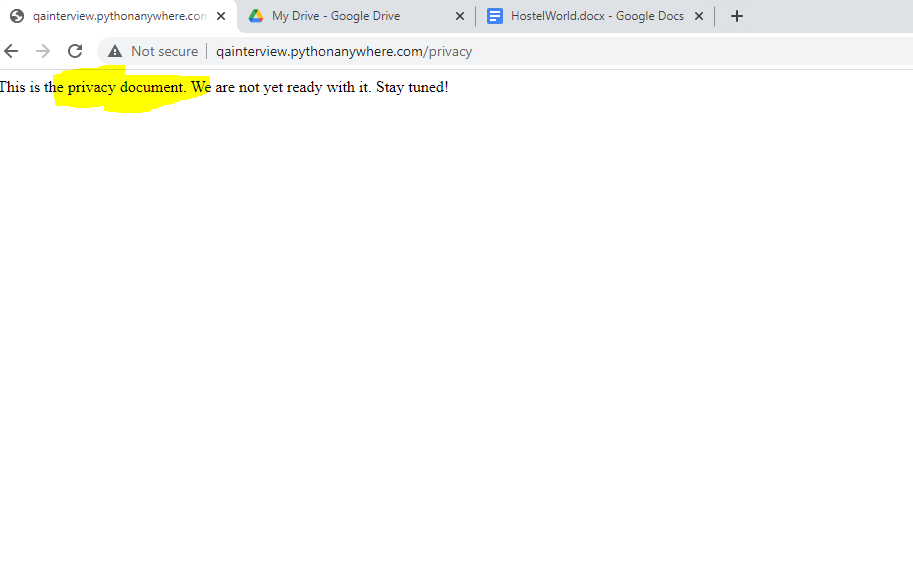 qainterview.pythonanywhere.com
My Drive - Google Drive
HostelWorld.docx - Google Docs
Not secure
qainterview.pythonanywhere.com/privacy
This is the privacy document. We are not yet ready with it. Stay tuned!